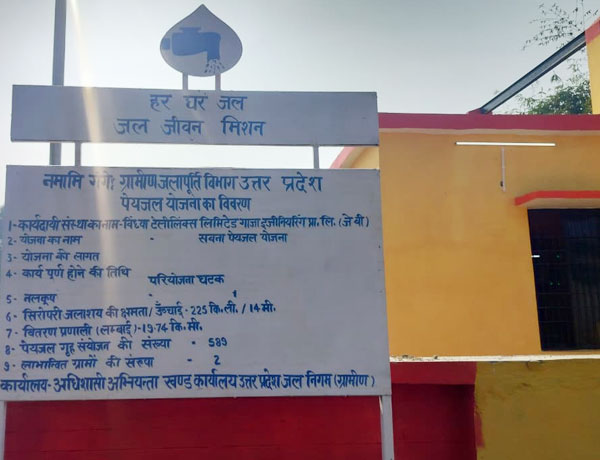 हर घर जल
जल जीवन मिशन
नमामि गंगे ग्रामीण जलापूर्ति विभाग उत्तर प्रदेश
पेयजल योजना का विवरण
1- कार्यदायी संस्था का नाम- विंध्या टेलीलिंक्स लिमिटेड गाजा इंजीनियरिंग प्रा. लि. (जे वी)
2- योजना का नाम - सबना पेयजल योजना
3 - योजना की लागत
4 - कार्य पुर्ण होने की तिथि
परियोजना घटक
5 - नलकूप
6 - सिरोपरी जलाशय की क्षमता/ ऊँचाई- 225 कि.ली. / 14 मी.
7 - वितरण प्रणाली (लम्बाई)-19.74 कि.मी.
8- पेयजल गृह संयोजन की संख्या - 589
9- लाभान्वित ग्रामों की संख्या - 2
कार्यालय- अधिशासी अभियन्ता खण्ड कार्यालय उत्तर प्रदेश जल निगम (ग्रामीण)